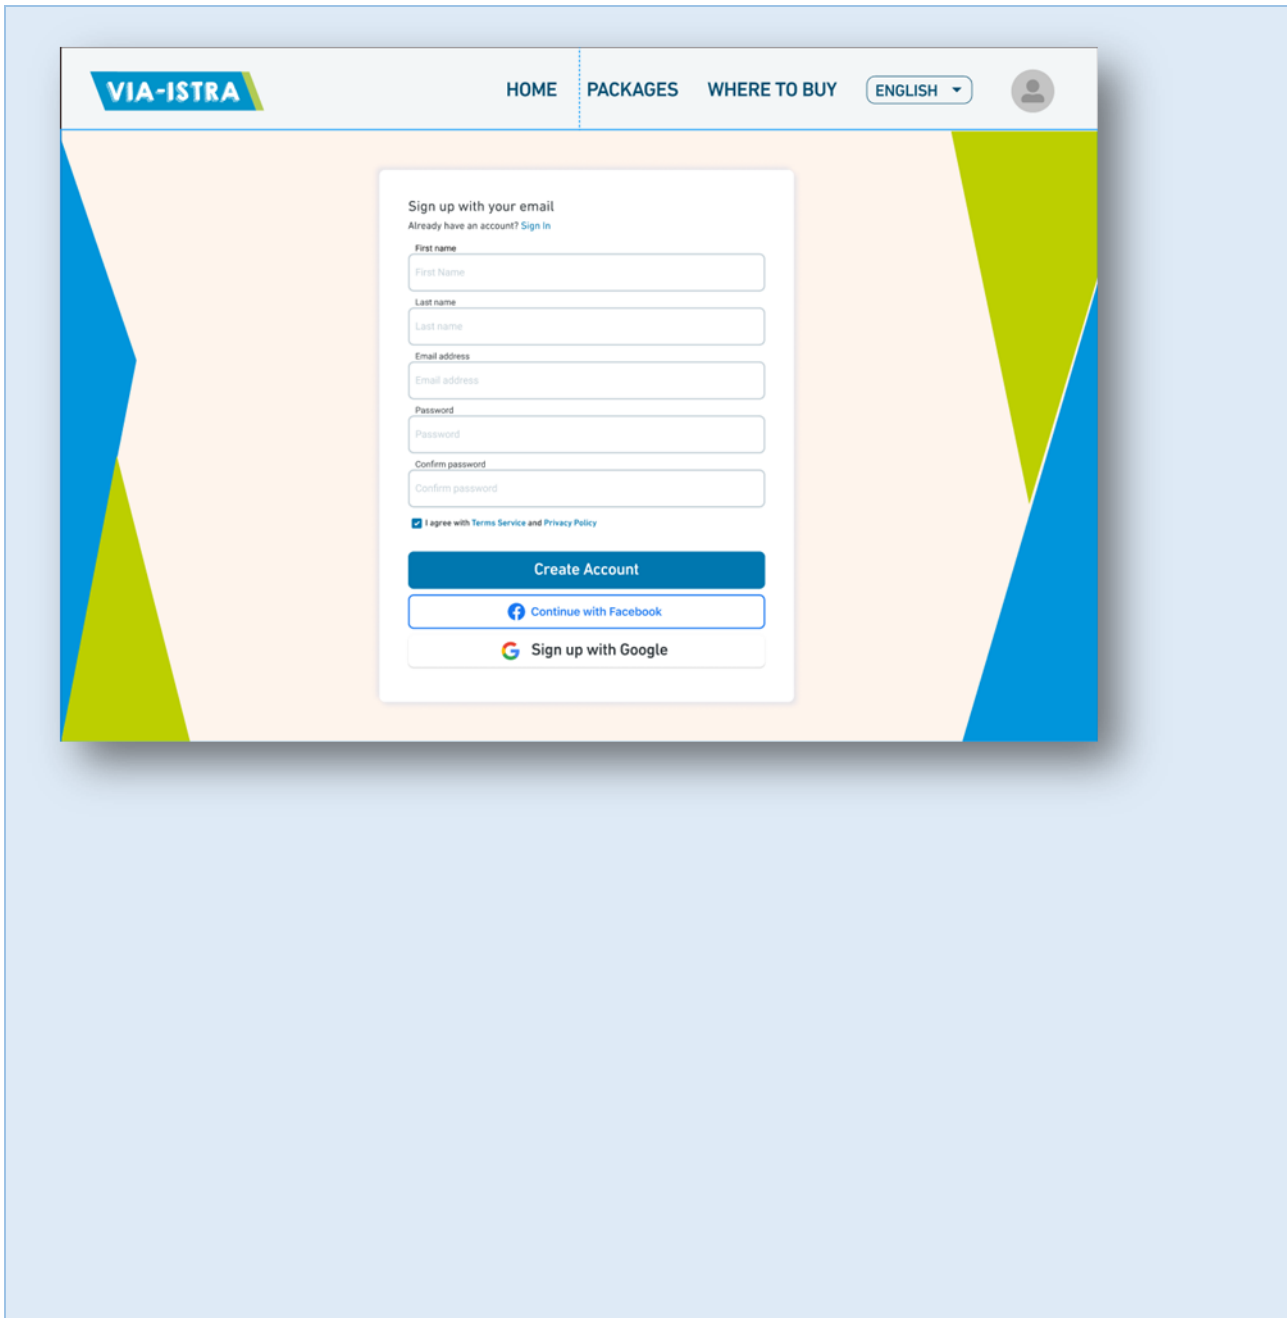 VIA-ISTRA
HOME PACKAGES WHERE TO BUY ENGLISH
Sign up with your email
Already have an account? Sign In
First name
First Name
Last name
Last name
Email address
Email address
Password
Password
Confirm password
Confirm password
I agree with Terms Service and Privacy Policy
Create Account
Continue with Facebook
Sign up with Google